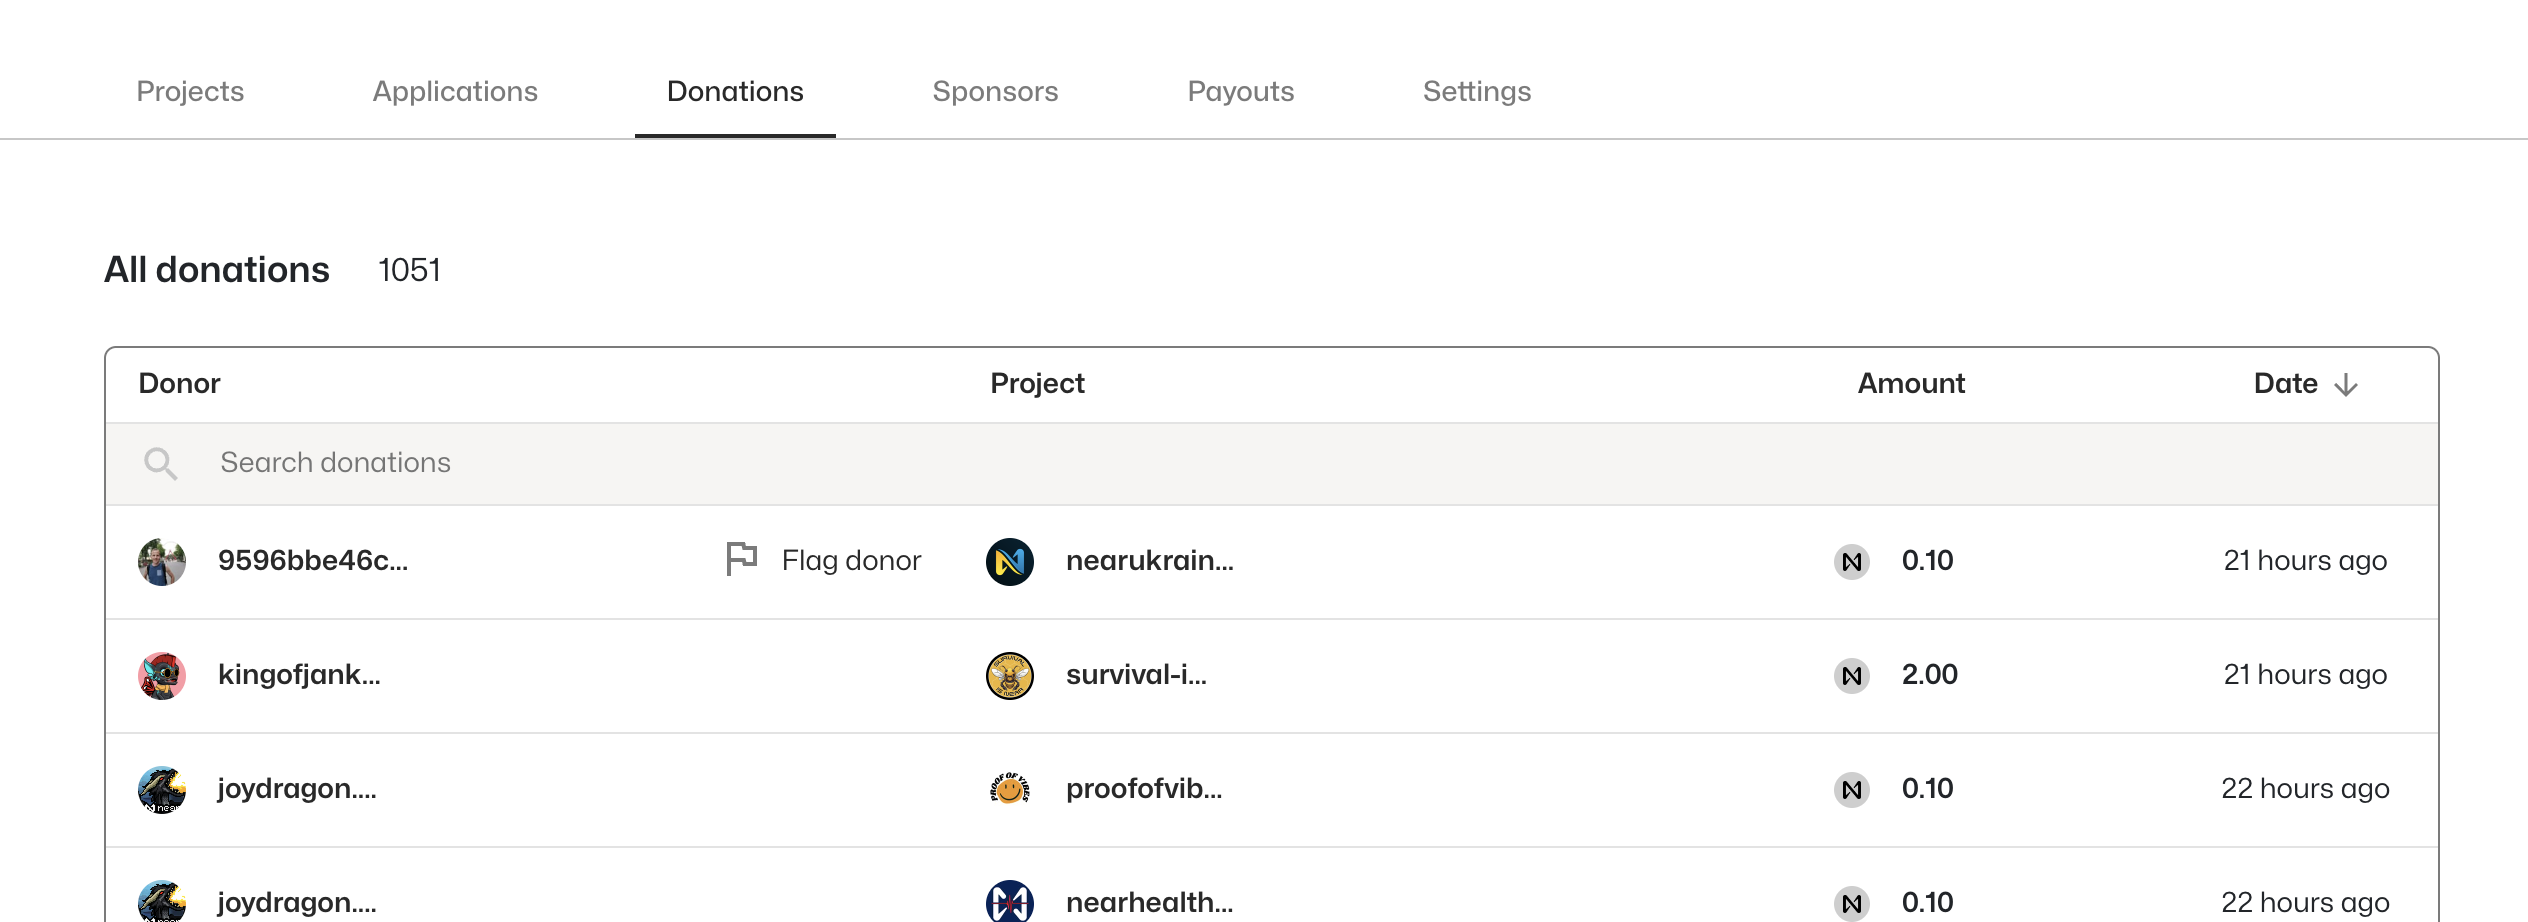 Projects Applications Donations Sponsors Payouts Settings
All donations 1051
Donor Project Amount Date
Search donations
9596bbe46c... Flag donor nearukrain... 0.10 21 hours ago
kingofjank... survival-i... 2.00 21 hours ago
joydragon.... proofofvib... 0.10 22 hours ago
joydragon.... nearhealth... 0.10 22 hours ago